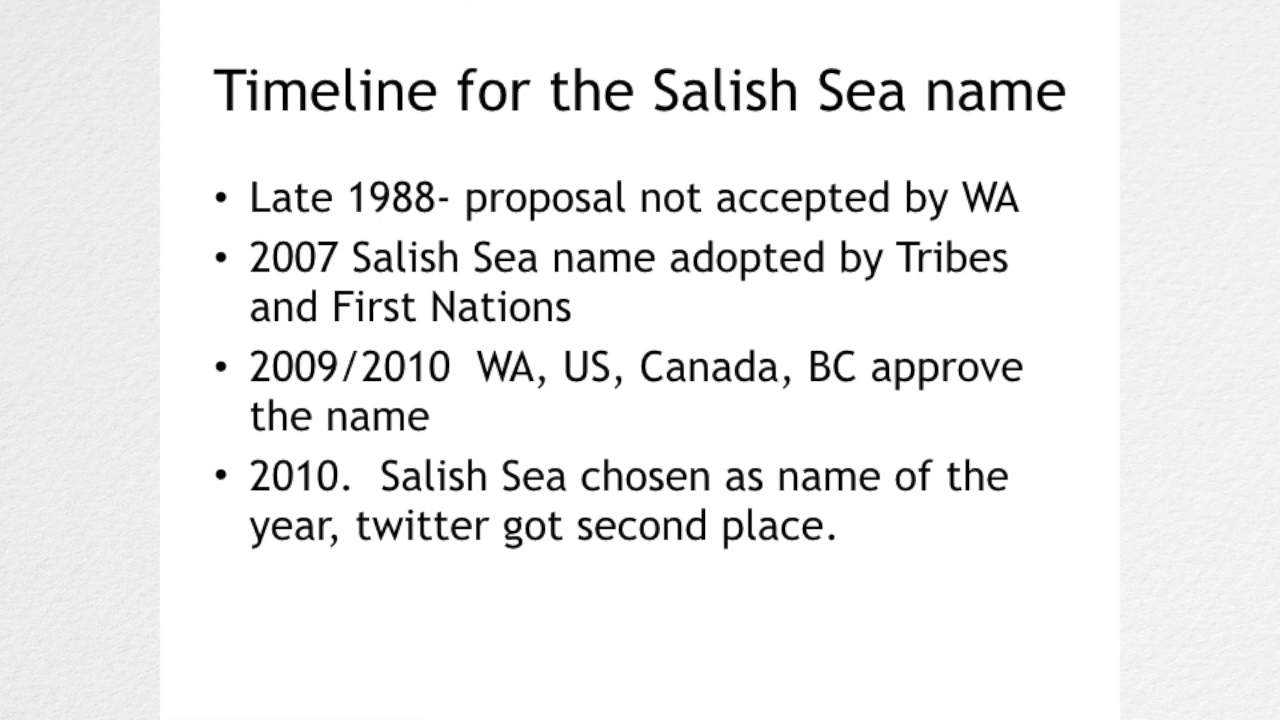 Timeline for the Salish Sea name
• Late 1988- proposal not accepted by WA
• 2007 Salish Sea name adopted by Tribes
and First Nations
• 2009/2010  WA, US, Canada, BC approve
the name
• 2010.  Salish Sea chosen as name of the
year, twitter got second place.